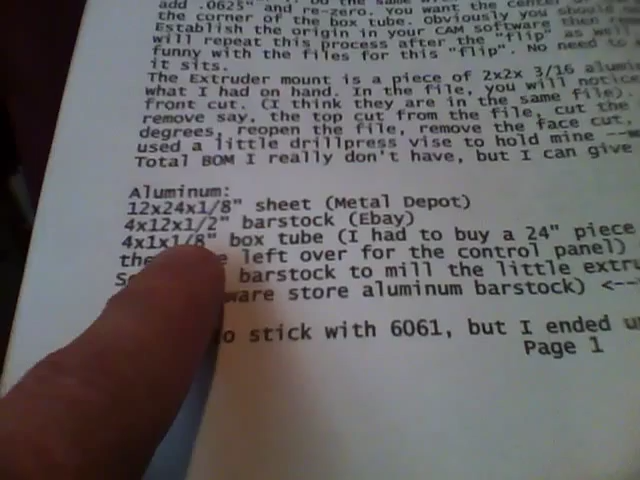 add .0625" and re-zero. You want the center of
the corner of the box tube. Obviously you should
Establish the origin in your CAM software then
will repeat this process after the "flip" as well
funny with the files for this "flip". No need to
it sits.
The Extruder mount is a piece of 2x2x 3/16
what I had on hand. In the file, you will
front cut. (I think they are in the same file).
remove say, the top cut from the file, cut the
degrees, reopen the file, remove the face cut,
used a little drillpress vise to hold mine
Total BOM I really don't have, but I can give
Aluminum:
12x24x1/8" sheet (Metal Depot)
4x12x1/2" barstock (Ebay)
4x1x1/8" box tube (I had to buy a 24" piece
left over for the control panel)
barstock to mill the little
store aluminum barstock) <--
to stick with 6061, but I ended
Page 1